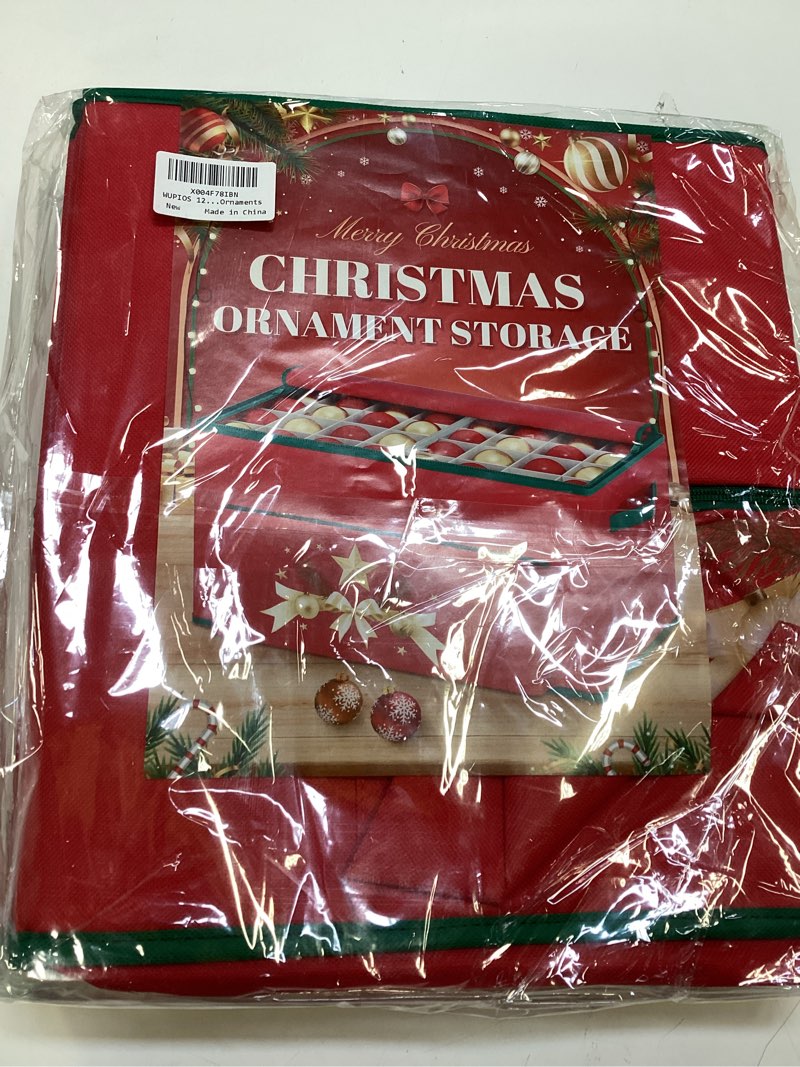 X004F78IBN
WUPIOS 12...Ornaments
New Made in China
Merry Christmas
CHRISTMAS
ORNAMENT STORAGE